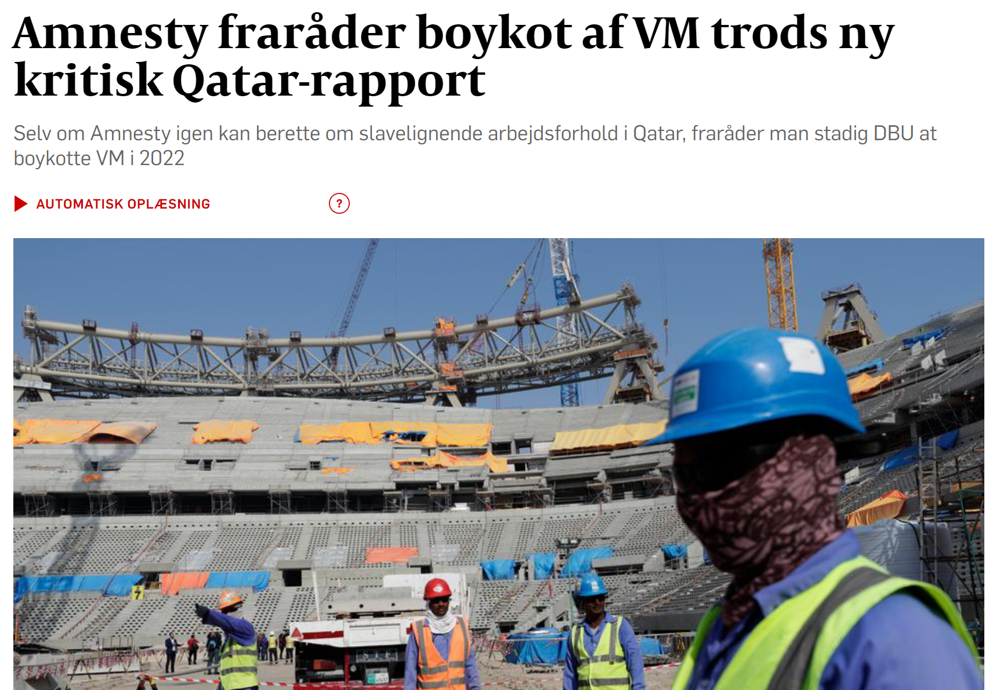 Amnesty fraråder boykot af VM trods ny
kritisk Qatar-rapport
Selv om Amnesty igen kan berette om slavelignende arbejdsforhold i Qatar, fraråder man stadig DBU at
boykotte VM i 2022
AUTOMATISK OPLÆSNING
?
7